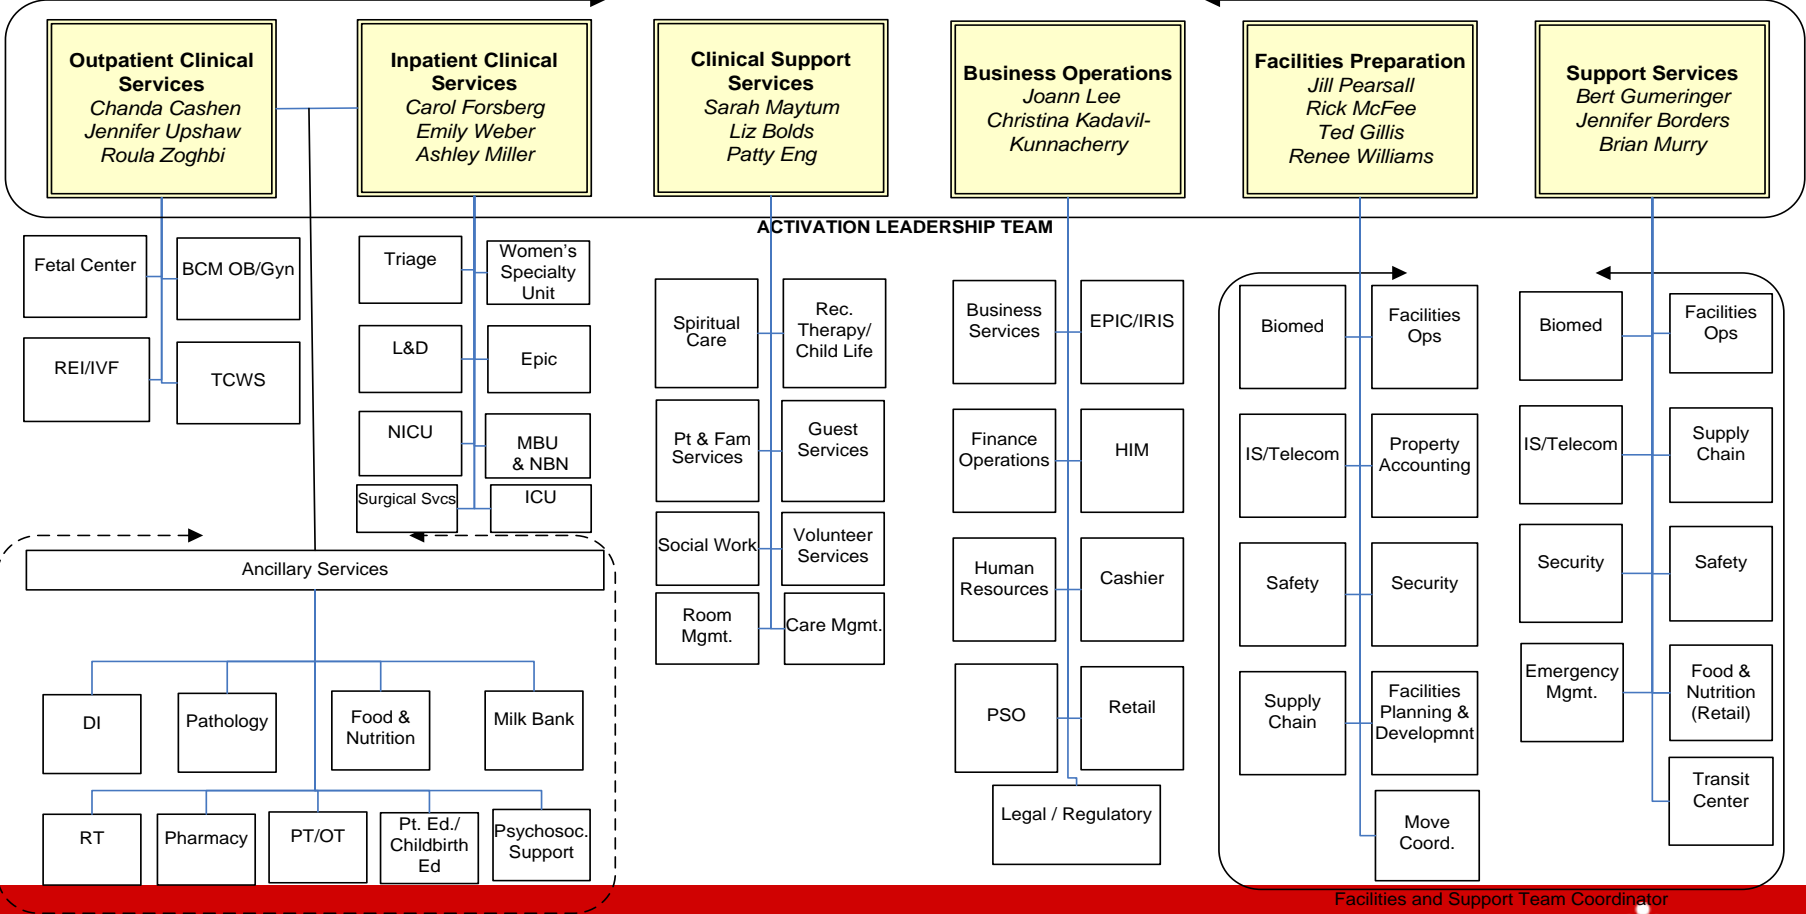 Outpatient Clinical
Services
Chanda Cashen
Jennifer Upshaw
Roula Zoghbi
Inpatient Clinical
Services
Carol Forsberg
Emily Weber
Ashley Miller
Clinical Support
Services
Sarah Maytum
Liz Bolds
Patty Eng
Business Operations
Joann Lee
Christina Kadavil-
Kunnacherry
Facilities Preparation
Jill Pearsall
Rick McFee
Ted Gillis
Renee Williams
Support Services
Bert Gumeringer
Jennifer Borders
Brian Murry
ACTIVATION LEADERSHIP TEAM
Fetal Center
BCM OB/Gyn
REI/IVF
TCWS
Triage
Women's
Specialty
Unit
L&D
Epic
NICU
MBU
& NBN
Surgical Svcs
ICU
Ancillary Services
DI
Pathology
Food &
Nutrition
Milk Bank
RT
Pharmacy
PT/OT
Pt. Ed./
Childbirth
Ed
Psychosoc.
Support
Spiritual
Care
Rec.
Therapy/
Child Life
Pt & Fam
Services
Guest
Services
Social Work
Volunteer
Services
Room
Mgmt.
Care Mgmt.
Business
Services
EPIC/IRIS
Finance
Operations
HIM
Human
Resources
Cashier
PSO
Retail
Legal / Regulatory
Biomed
Facilities
Ops
IS/Telecom
Property
Accounting
Safety
Security
Supply
Chain
Facilities
Planning &
Developmnt
Move
Coord.
Biomed
Facilities
Ops
IS/Telecom
Supply
Chain
Security
Safety
Emergency
Mgmt.
Food &
Nutrition
(Retail)
Transit
Center
Facilities and Support Team Coordinator